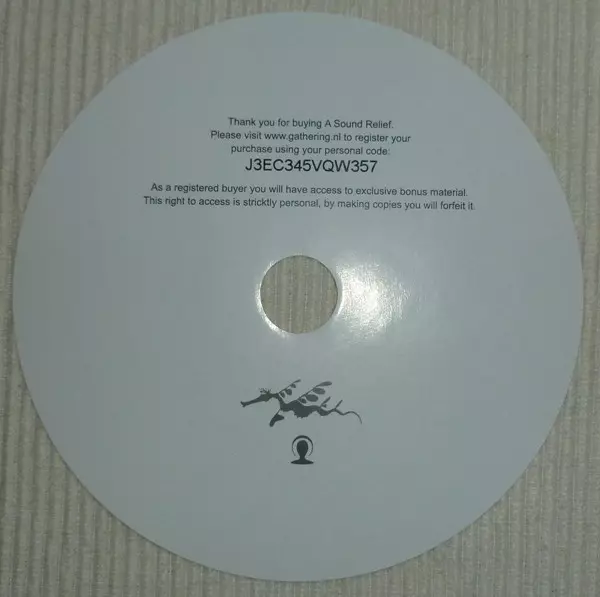 Thank you for buying A Sound Relief.
Please visit www.gathering.nl to register your
purchase using your personal code:
J3EC345VQW357
As a registered buyer you will have access to exclusive bonus material.
This right to access is stricktly personal, by making copies you will forfeit it.